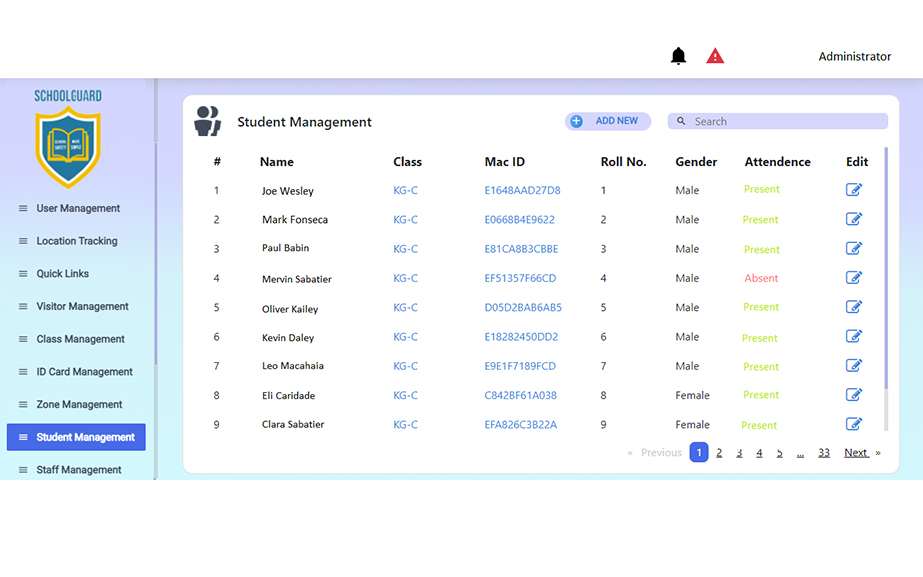 Administrator
SCHOOLGUARD
SCHOOL SAFETY MADE SIMPLE
User Management
Location Tracking
Quick Links
Visitor Management
Class Management
ID Card Management
Zone Management
Student Management
Staff Management
Student Management
ADD NEW
Search
# Name Class Mac ID Roll No. Gender Attendence Edit
1 Joe Wesley KG-C E1648AAD27D8 1 Male Present
2 Mark Fonseca KG-C E0668B4E9622 2 Male Present
3 Paul Babin KG-C E81CA8B3CBBE 3 Male Present
4 Mervin Sabatier KG-C EF51357F66CD 4 Male Absent
5 Oliver Kailey KG-C D05D2BAB6AB5 5 Male Present
6 Kevin Daley KG-C E18282450DD2 6 Male Present
7 Leo Macahaia KG-C E9E1F7189FCD 7 Male Present
8 Eli Caridade KG-C C842BF61A038 8 Female Present
9 Clara Sabatier KG-C EFA826C3B22A 9 Female Present
« Previous 1 2 3 4 5 ... 33 Next »